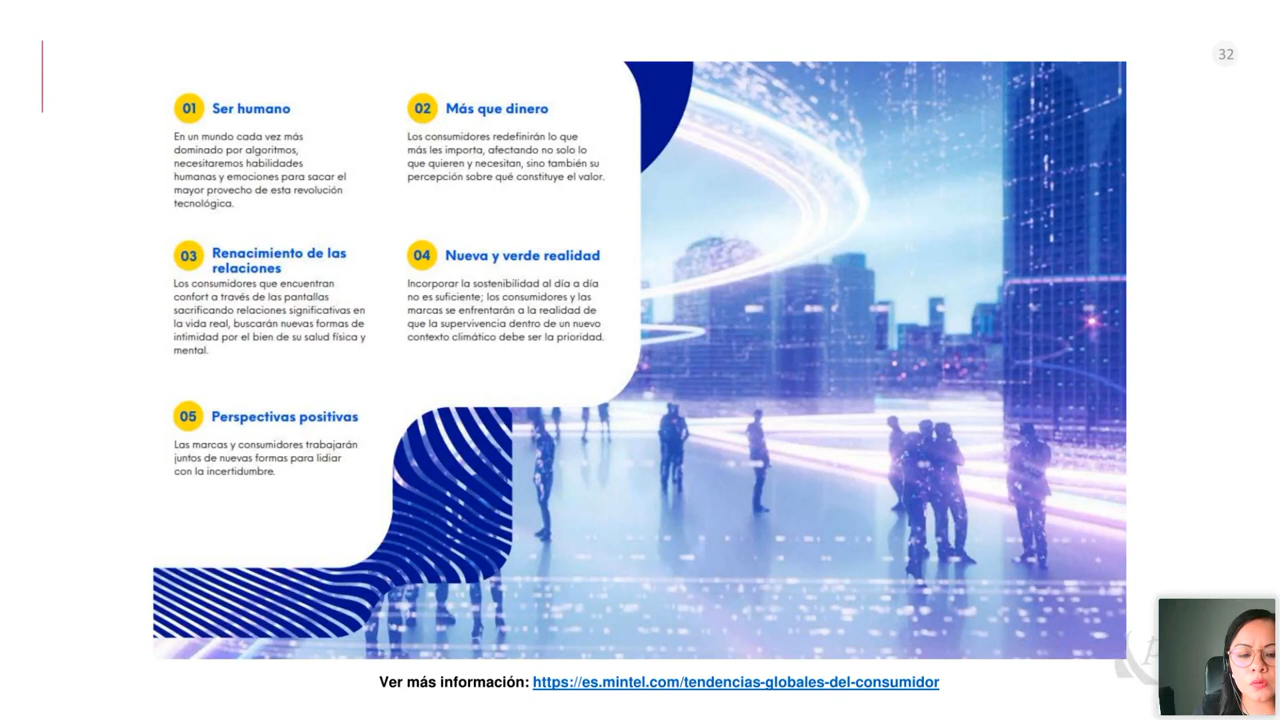 32
01 Ser humano
En un mundo cada vez más
dominado por algoritmos,
necesitaremos habilidades
humanas y emociones para sacar el
mayor provecho de esta revolución
tecnológica.
02 Más que dinero
Los consumidores redefinirán lo que
más les importa, afectando no solo lo
que quieren y necesitan, sino también su
percepción sobre qué constituye el valor.
03 Renacimiento de las
relaciones
Los consumidores que encuentran
confort a través de las pantallas
sacrificando relaciones significativas en
la vida real, buscarán nuevas formas de
intimidad por el bien de su salud física y
mental.
04 Nueva y verde realidad
Incorporar la sostenibilidad al día a día
no es suficiente; los consumidores y las
marcas se enfrentarán a la realidad de
que la supervivencia dentro de un nuevo
contexto climático debe ser la prioridad.
05 Perspectivas positivas
Las marcas y consumidores trabajarán
juntos de nuevas formas para lidiar
con la incertidumbre.
Ver más información: https://es.mintel.com/tendencias-globales-del-consumidor